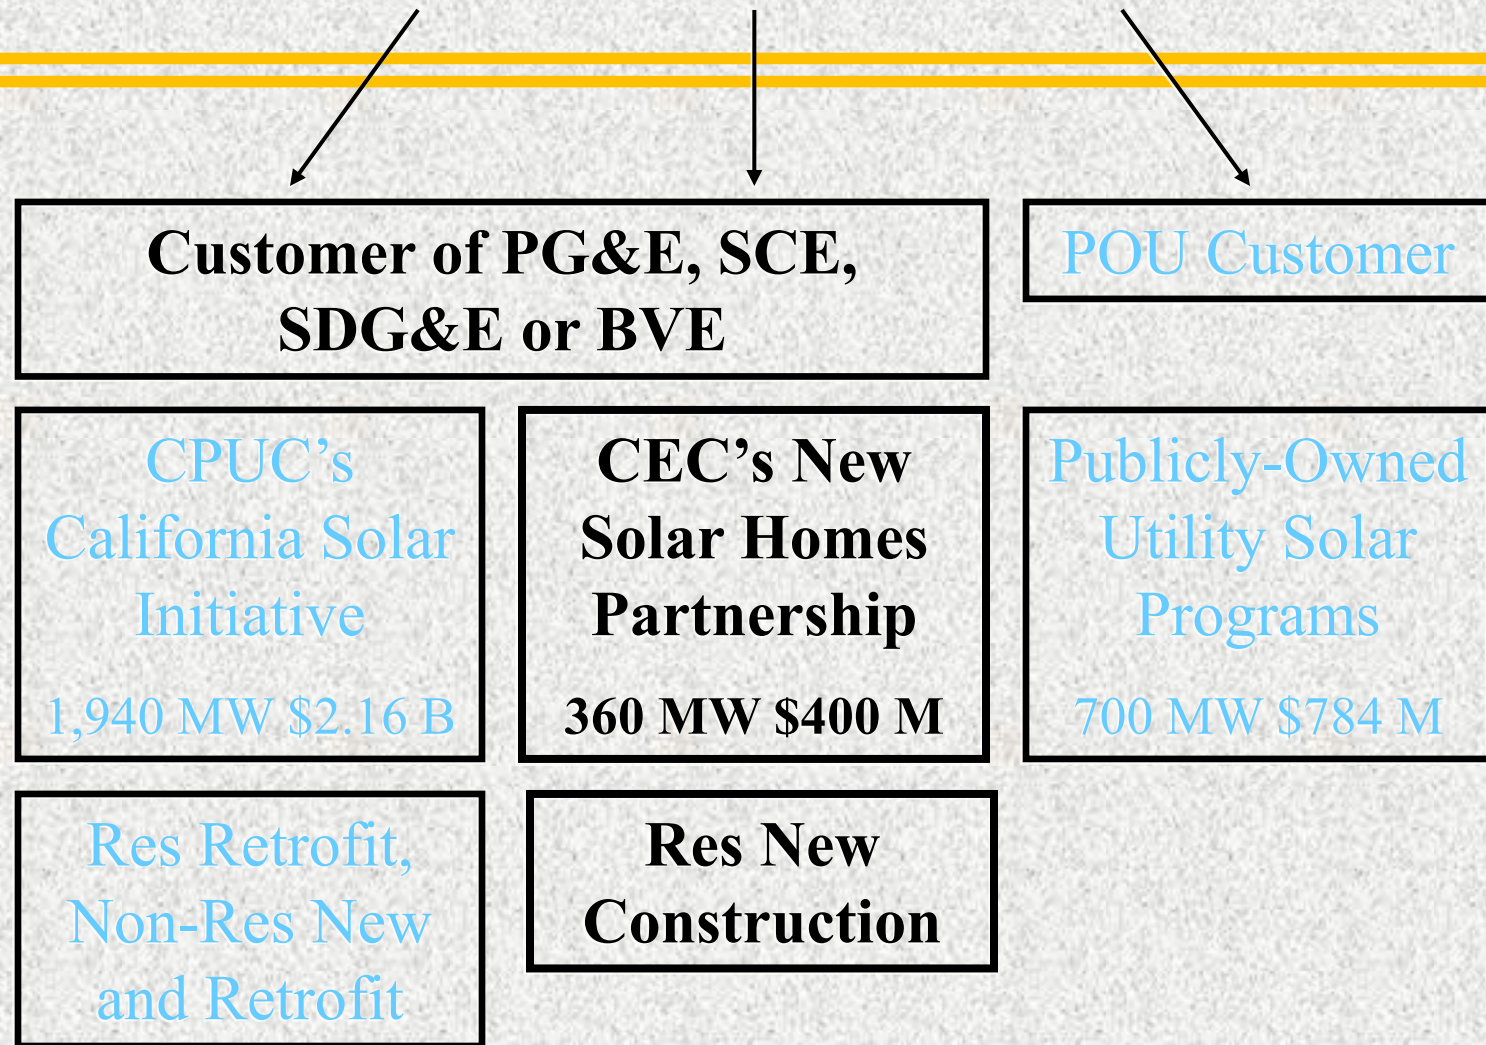 Customer of PG&E, SCE,
SDG&E or BVE
POU Customer
CPUC’s
California Solar
Initiative
1,940 MW $2.16 B
CEC’s New
Solar Homes
Partnership
360 MW $400 M
Publicly-Owned
Utility Solar
Programs
700 MW $784 M
Res Retrofit,
Non-Res New
and Retrofit
Res New
Construction